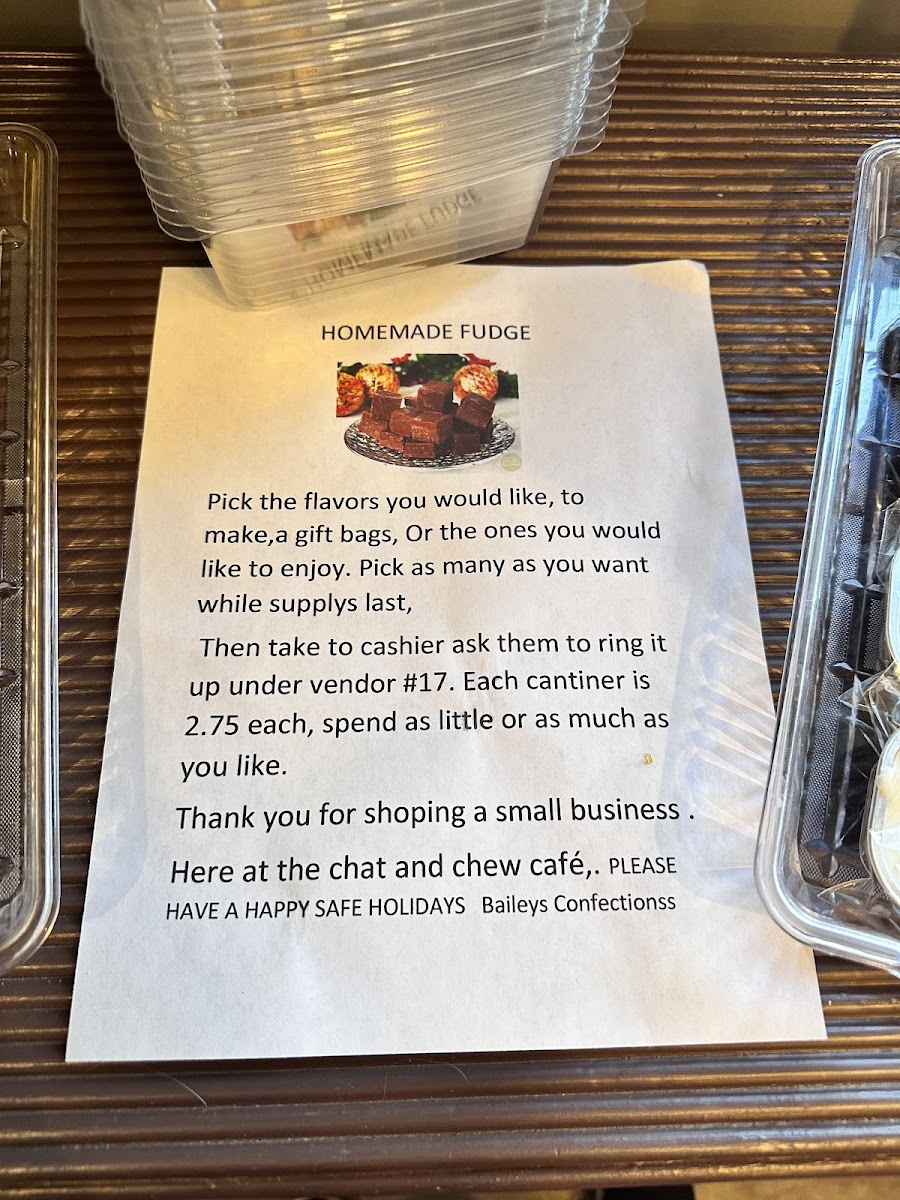 HOMEMADE FUDGE
HOMEMADE FUDGE
Pick the flavors you would like, to
make,a gift bags, Or the ones you would
like to enjoy. Pick as many as you want
while supplys last,
Then take to cashier ask them to ring it
up under vendor #17. Each cantiner is
2.75 each, spend as little or as much as
you like.
Thank you for shoping a small business .
Here at the chat and chew café,. PLEASE
HAVE A HAPPY SAFE HOLIDAYS Baileys Confectionss